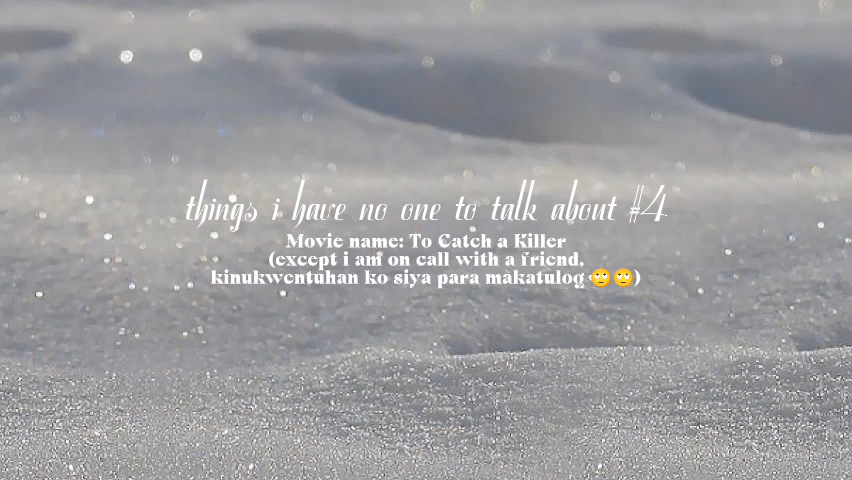 things i have no one to talk about #4
Movie name: To Catch a Killer
(except i am on call with a friend,
kinukwentuhan ko siya para makatulog 🙄🙄)